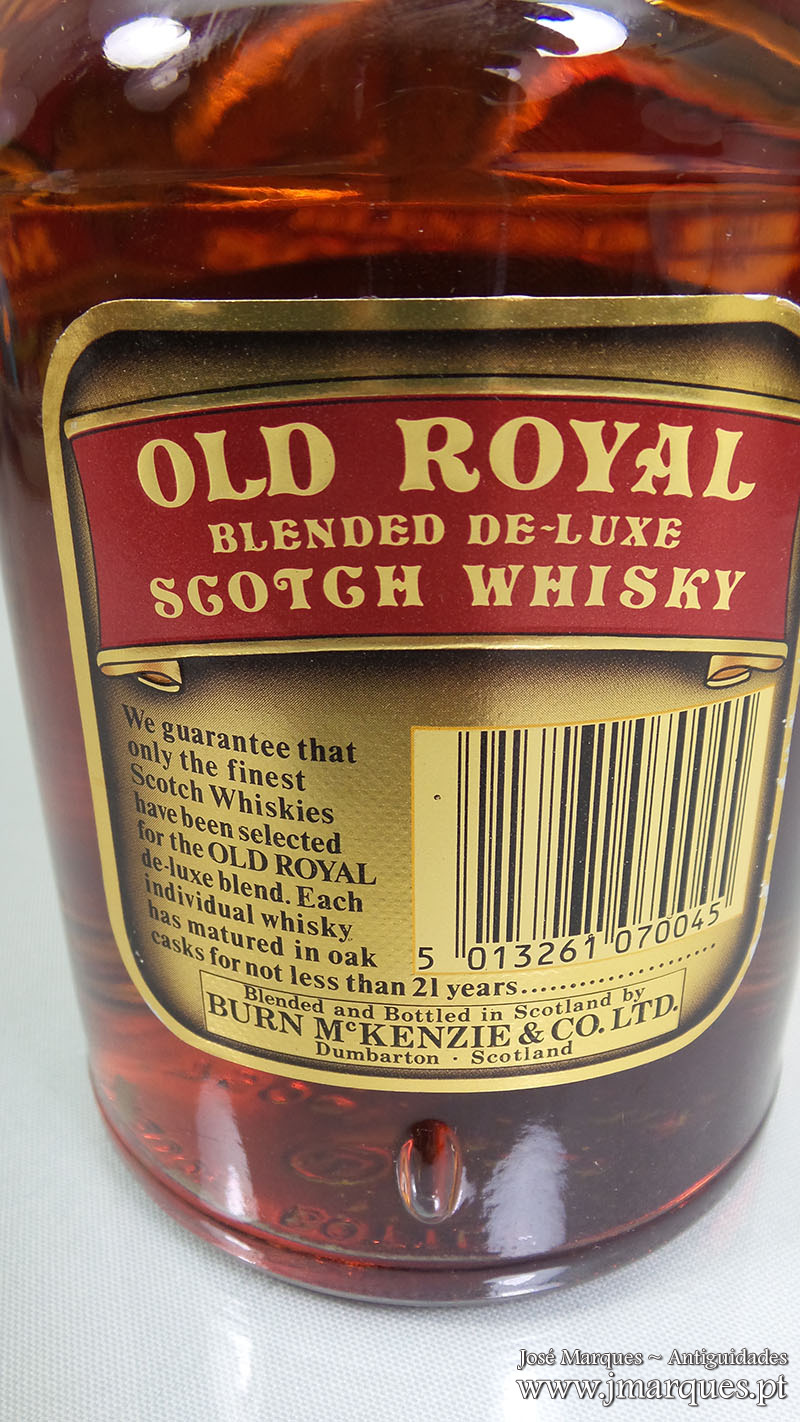 OLD ROYAL
BLENDED DE-LUXE
SCOTCH WHISKY
We guarantee that
only the finest
Scotch Whiskies
have been selected
for the OLD ROYAL
de-luxe blend. Each
individual whisky
has matured in oak
casks for not less than 21 years.....................
5 013261 070045
Blended and Bottled in Scotland by
BURN McKENZIE & CO. LTD.
Dumbarton · Scotland
José Marques ~ Antiguidades
www.jmarques.pt